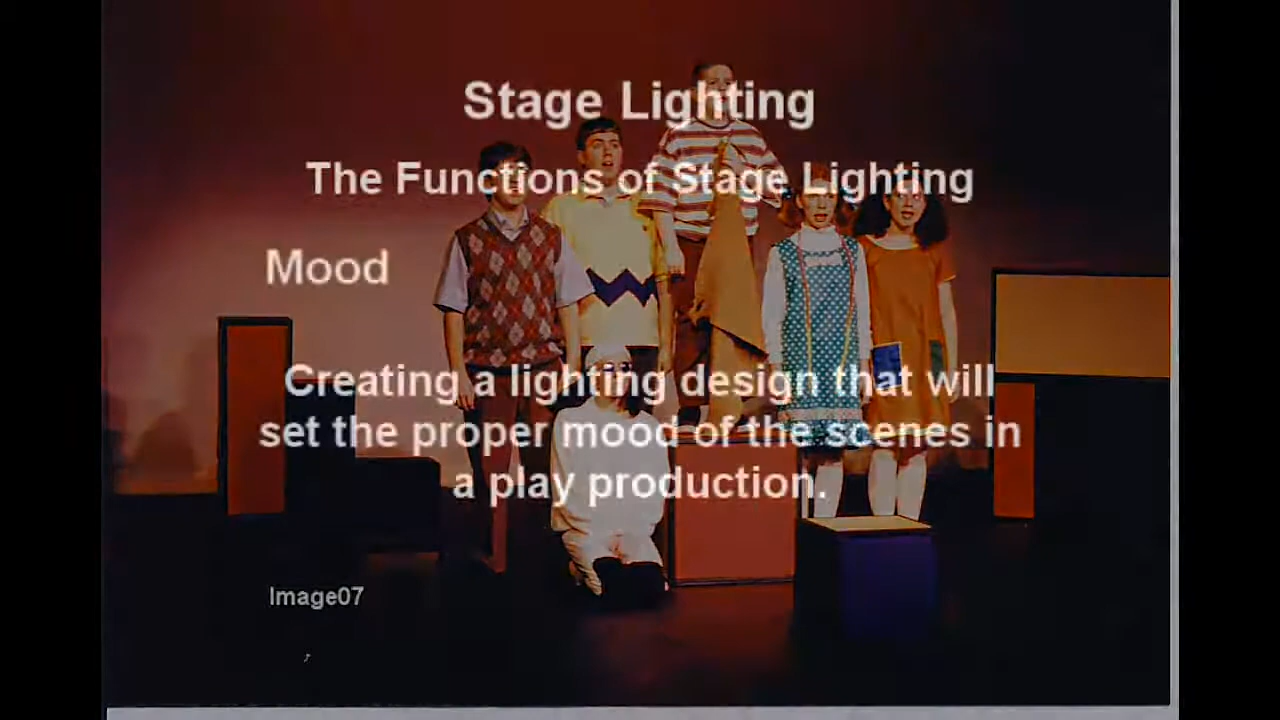 Stage Lighting
The Functions of Stage Lighting
Mood
Creating a lighting design that will
set the proper mood of the scenes in
a play production.
Image07